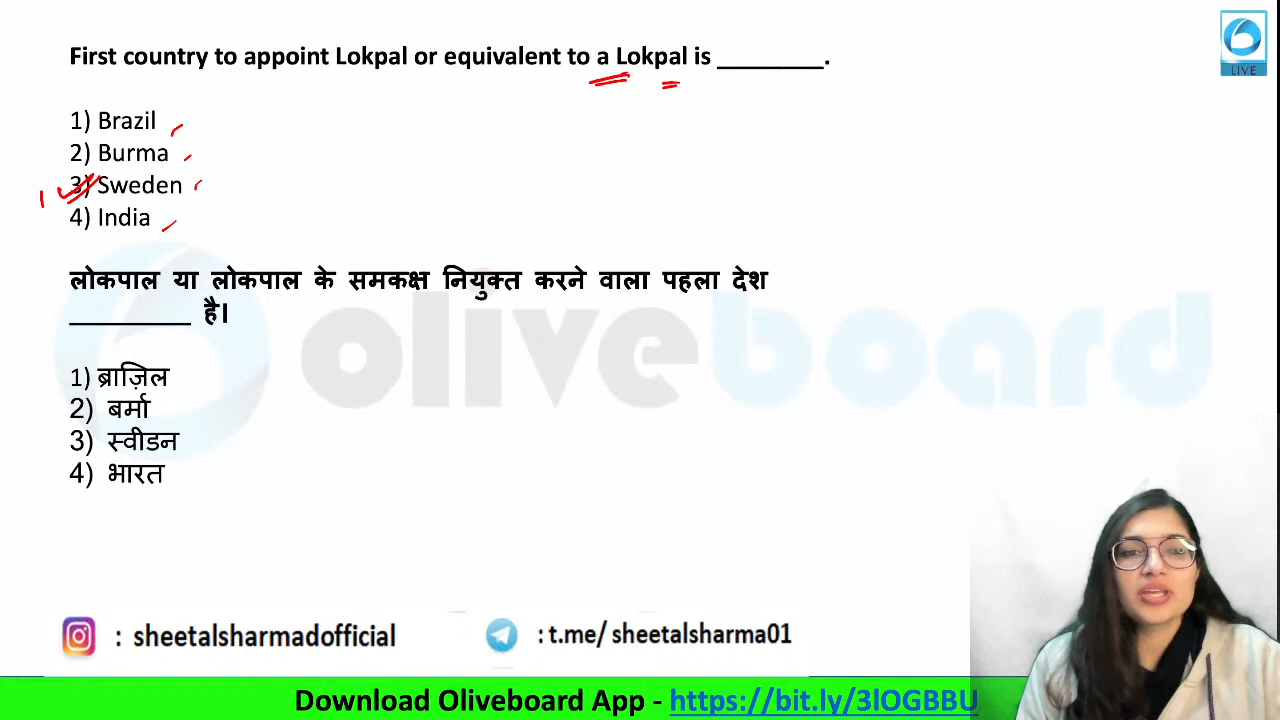 First country to appoint Lokpal or equivalent to a Lokpal is ________.
LIVE
1) Brazil
2) Burma
3) Sweden
4) India
लोकपाल या लोकपाल के समकक्ष नियुक्त करने वाला पहला देश
_________ है।
oliveboard
1) ब्राज़िल
2) बर्मा
3) स्वीडन
4) भारत
: sheetalsharmadofficial
: t.me/ sheetalsharma01
Download Oliveboard App - https://bit.ly/3lOGBBU